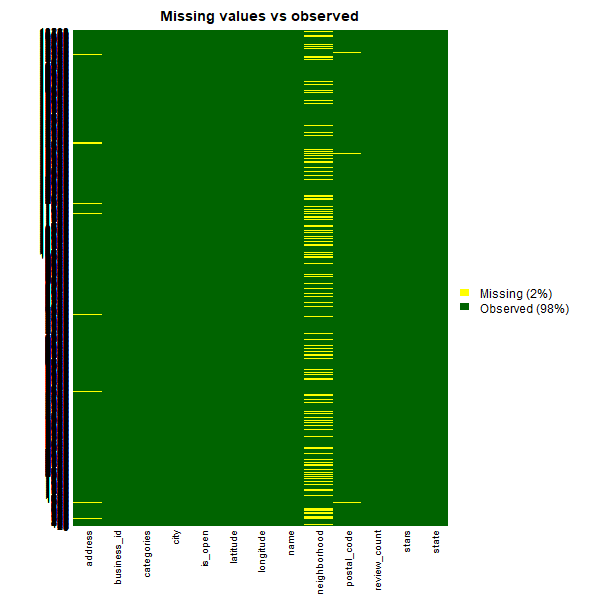 Missing values vs observed
Missing (2%)
Observed (98%)
address
business_id
categories
city
is_open
latitude
longitude
name
neighborhood
postal_code
review_count
stars
state